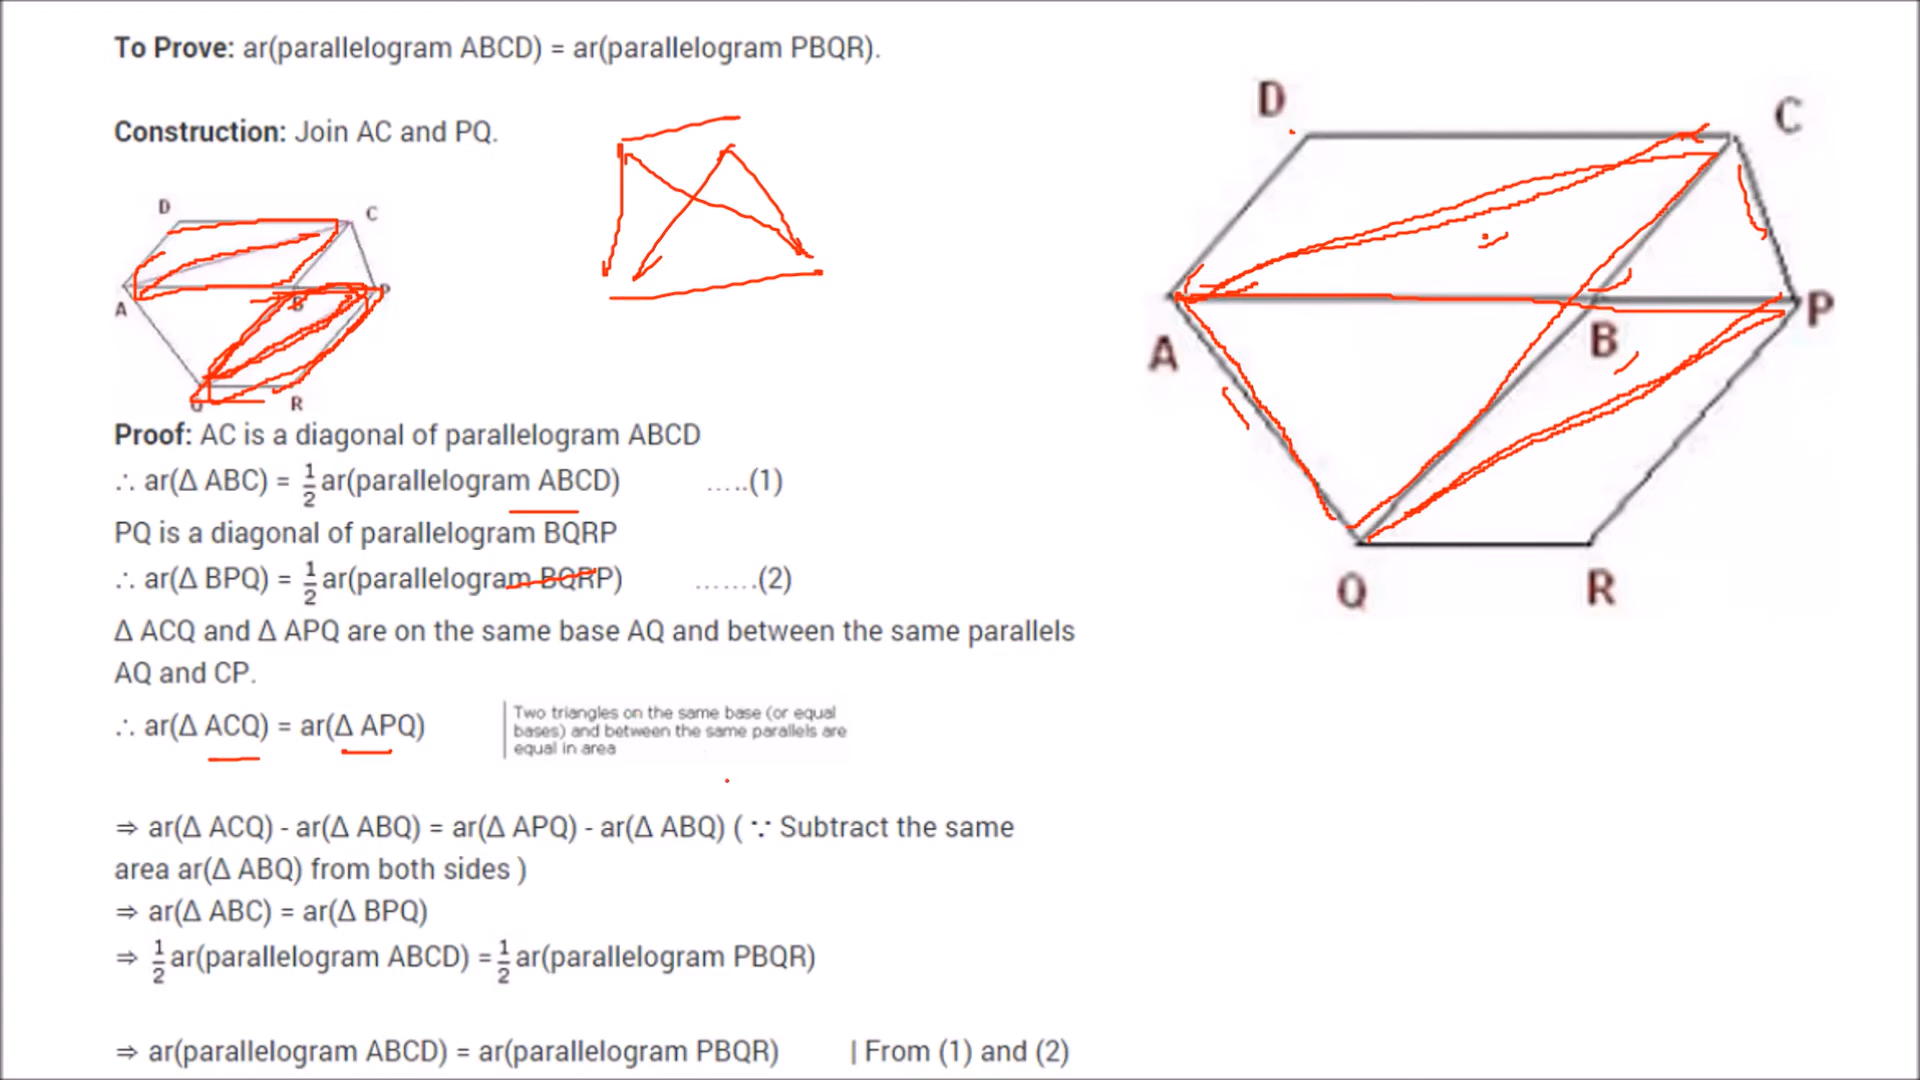 To Prove: ar(parallelogram ABCD) = ar(parallelogram PBQR).
Construction: Join AC and PQ.
D C
A B P
Q R
D C
A B P
Q R
Proof: AC is a diagonal of parallelogram ABCD
∴ ar(Δ ABC) = 1/2 ar(parallelogram ABCD) .....(1)
PQ is a diagonal of parallelogram BQRP
∴ ar(Δ BPQ) = 1/2 ar(parallelogram BQRP) .......(2)
Δ ACQ and Δ APQ are on the same base AQ and between the same parallels
AQ and CP.
∴ ar(Δ ACQ) = ar(Δ APQ)
Two triangles on the same base (or equal
bases) and between the same parallels are
equal in area
⇒ ar(Δ ACQ) - ar(Δ ABQ) = ar(Δ APQ) - ar(Δ ABQ) ( ∵ Subtract the same
area ar(Δ ABQ) from both sides )
⇒ ar(Δ ABC) = ar(Δ BPQ)
⇒ 1/2 ar(parallelogram ABCD) = 1/2 ar(parallelogram PBQR)
⇒ ar(parallelogram ABCD) = ar(parallelogram PBQR) | From (1) and (2)